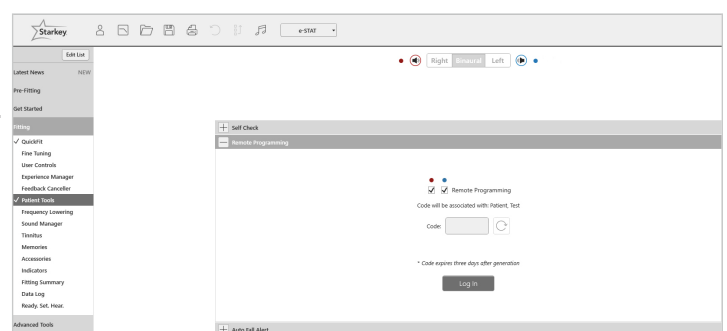 Starkey
e-STAT
Edit List
Latest News NEW
Pre-Fitting
Get Started
Fitting
✓ QuickFit
Fine Tuning
User Controls
Experience Manager
Feedback Canceller
✓ Patient Tools
Frequency Lowering
Sound Manager
Tinnitus
Memories
Accessories
Indicators
Fitting Summary
Data Log
Ready. Set. Hear.
Advanced Tools
Right Binaural Left
Self Check
Remote Programming
Remote Programming
Code will be associated with: Patient, Test
Code:
* Code expires three days after generation
Log In
Auto Fall Alert